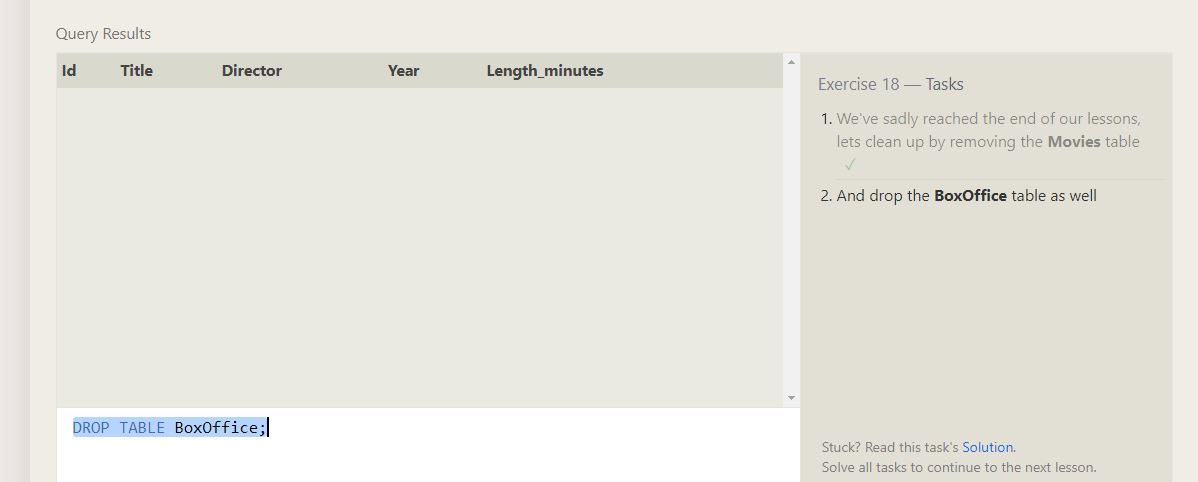 Query Results
Id Title Director Year Length_minutes
Exercise 18 — Tasks
1. We've sadly reached the end of our lessons,
lets clean up by removing the Movies table
✓
2. And drop the BoxOffice table as well
DROP TABLE BoxOffice;
Stuck? Read this task's Solution.
Solve all tasks to continue to the next lesson.